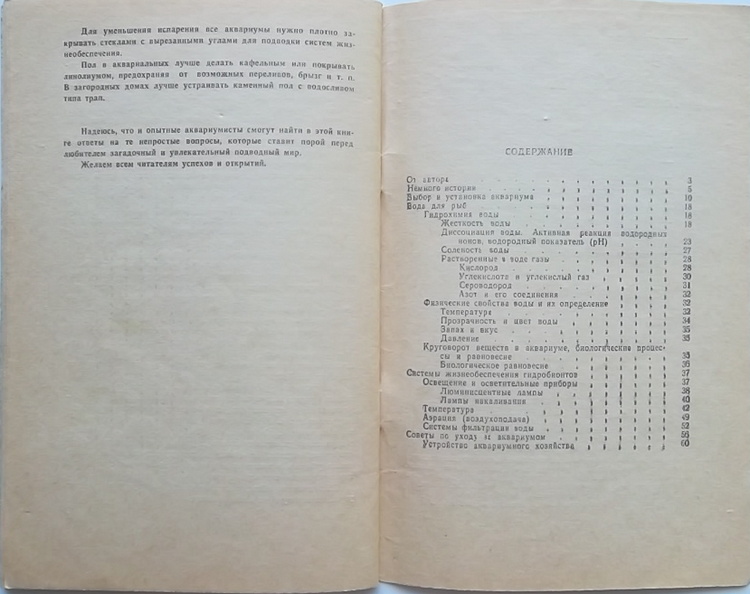 Для уменьшения испарения все аквариумы нужно плотно за-
крывать стеклами с вырезанными углами для подводки систем жиз-
необеспечения.
Пол в аквариальных лучше делать кафельным или покрывать
линолиумом, предохраняя от возможных переливов, брызг и т. п.
В загородных домах лучше устраивать каменный пол с водосливом
типа трап.
Надеюсь, что и опытные аквариумисты смогут найти в этой кни-
ге ответы на те непростые вопросы, которые ставит порой перед
любителем загадочный и увлекательный подводный мир.
Желаем всем читателям успехов и открытий.
СОДЕРЖАНИЕ
От автора 3
Немного истории 5
Выбор и установка аквариума 10
Вода для рыб 18
Гидрохимия воды 18
Жесткость воды 18
Диссоциация воды. Активная реакция водородных
ионов, водородный показатель (pH) 23
Соленость воды 27
Растворенные в воде газы 28
Кислород 28
Углекислота и углекислый газ 30
Сероводород 31
Азот и его соединения 32
Физические свойства воды и их определение 32
Температура 32
Прозрачность и цвет воды 34
Запах и вкус 35
Давление 35
Круговорот веществ в аквариуме, биологические процес-
сы и равновесие 35
Биологическое равновесие 36
Системы жизнеобеспечения гидробионтов 37
Освещение и осветительные приборы 37
Люминисцентные лампы 38
Лампы накаливания 40
Температура 42
Аэрация (воздухоподача) 49
Системы фильтрации воды 52
Советы по уходу за аквариумом 56
Устройство аквариумного хозяйства 60